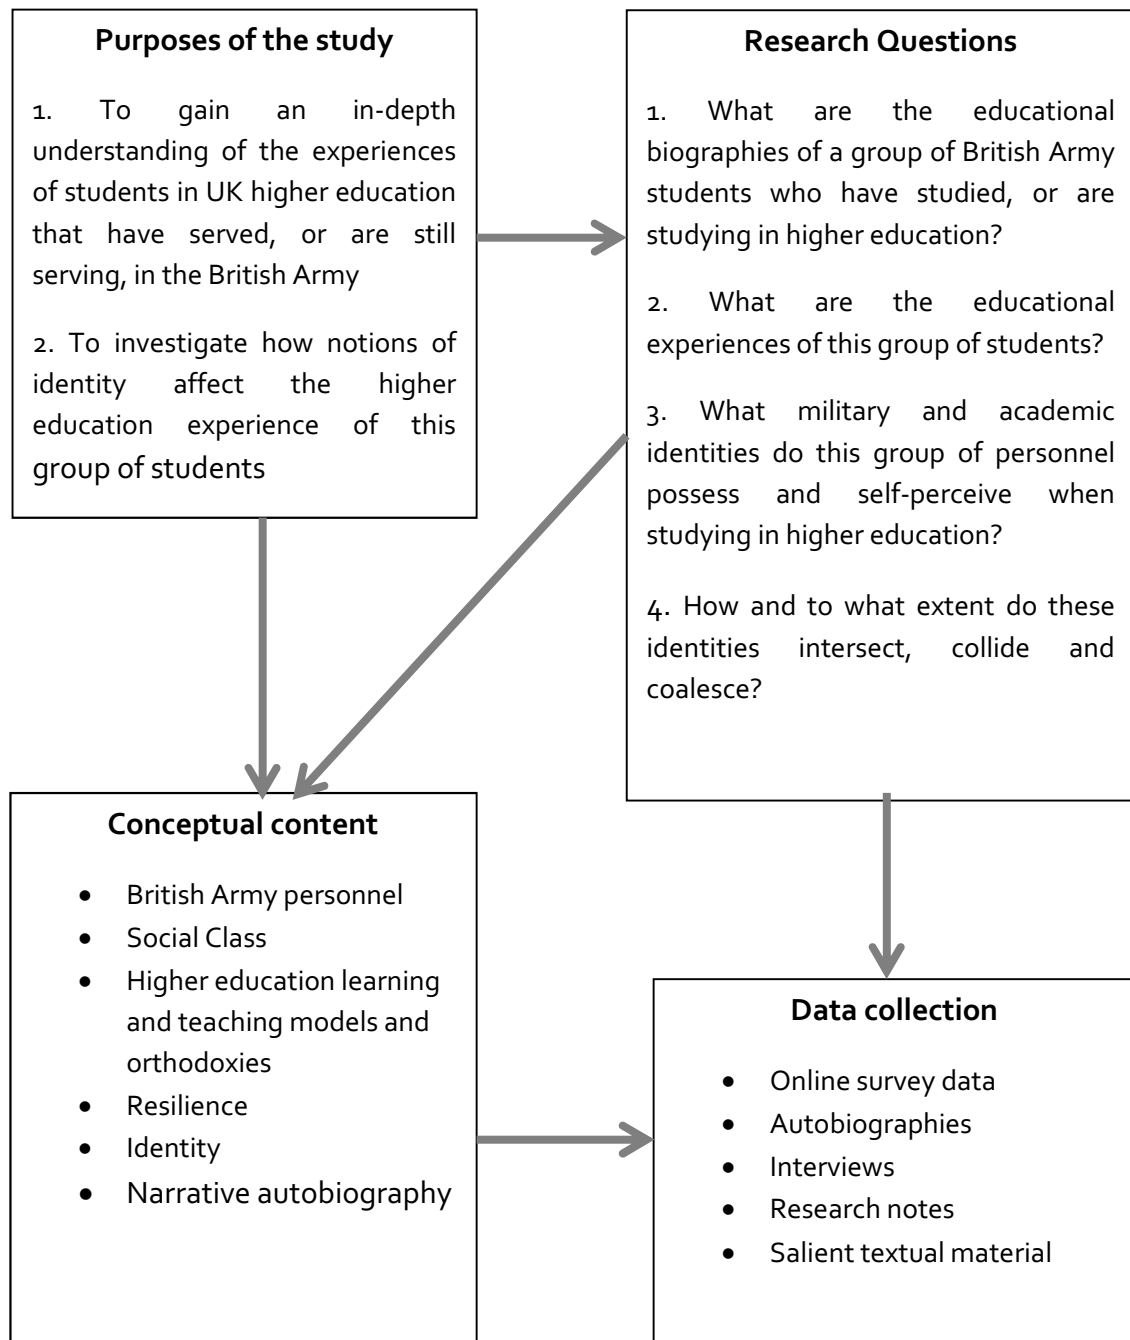 Purposes of the study
1. To gain an in-depth
understanding of the experiences
of students in UK higher education
that have served, or are still
serving, in the British Army
2. To investigate how notions of
identity affect the higher
education experience of this
group of students
Research Questions
1. What are the educational
biographies of a group of British Army
students who have studied, or are
studying in higher education?
2. What are the educational
experiences of this group of students?
3. What military and academic
identities do this group of personnel
possess and self-perceive when
studying in higher education?
4. How and to what extent do these
identities intersect, collide and
coalesce?
Conceptual content
• British Army personnel
• Social Class
• Higher education learning
and teaching models and
orthodoxies
• Resilience
• Identity
• Narrative autobiography
Data collection
• Online survey data
• Autobiographies
• Interviews
• Research notes
• Salient textual material